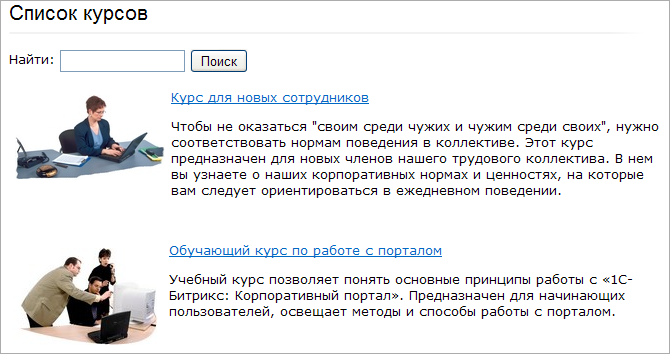 Список курсов
Найти: Поиск
Курс для новых сотрудников
Чтобы не оказаться "своим среди чужих и чужим среди своих", нужно
соответствовать нормам поведения в коллективе. Этот курс
предназначен для новых членов нашего трудового коллектива. В нем
вы узнаете о наших корпоративных нормах и ценностях, на которые
вам следует ориентироваться в ежедневном поведении.
Обучающий курс по работе с порталом
Учебный курс позволяет понять основные принципы работы с «1С-
Битрикс: Корпоративный портал». Предназначен для начинающих
пользователей, освещает методы и способы работы с порталом.